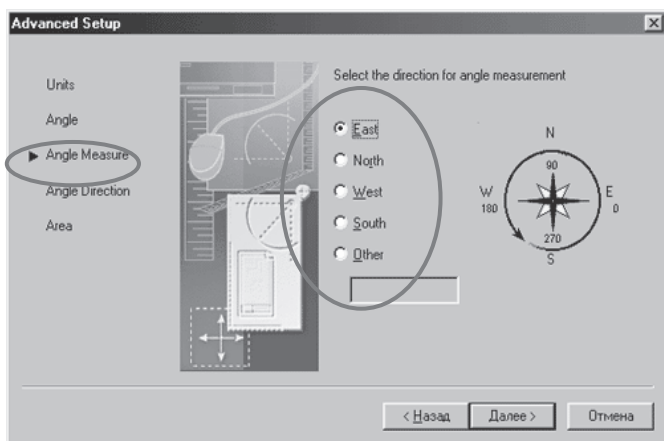 Advanced Setup
Units
Angle
Angle Measure
Angle Direction
Area
Select the direction for angle measurement
East
North
West
South
Other
N
90
W
180
E
0
270
S
< Назад
Далее >
Отмена